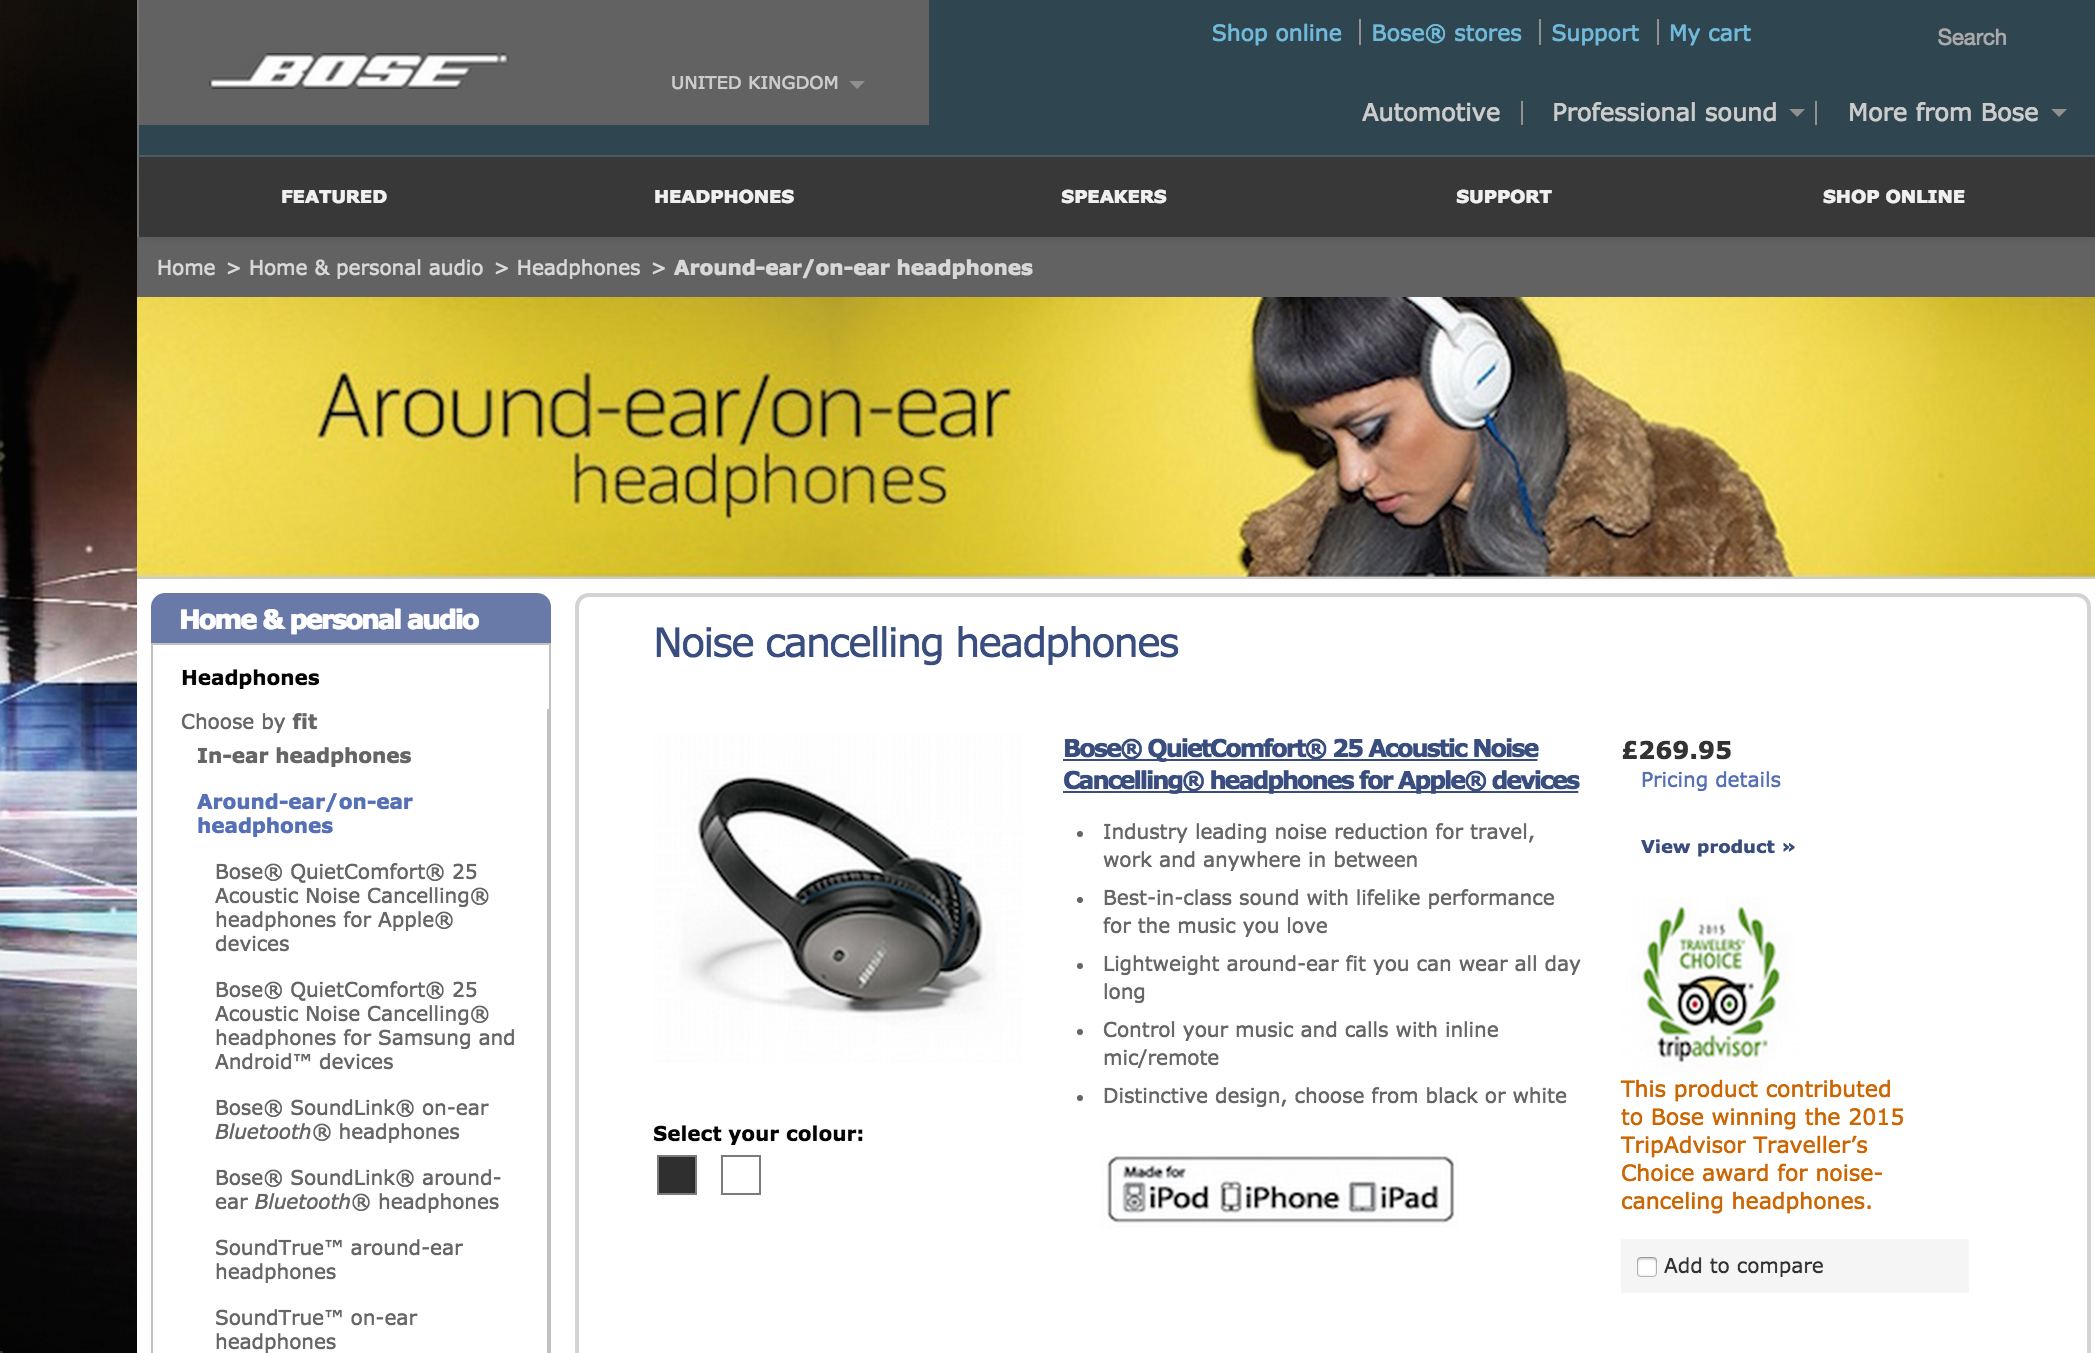 BOSE
UNITED KINGDOM
Shop online
Bose® stores
Support
My cart
Search
Automotive
Professional sound
More from Bose
FEATURED
HEADPHONES
SPEAKERS
SUPPORT
SHOP ONLINE
Home > Home & personal audio > Headphones > Around-ear/on-ear headphones
Around-ear/on-ear
headphones
Home & personal audio
Headphones
Choose by fit
In-ear headphones
Around-ear/on-ear
headphones
Bose® QuietComfort® 25
Acoustic Noise Cancelling®
headphones for Apple®
devices
Bose® QuietComfort® 25
Acoustic Noise Cancelling®
headphones for Samsung and
Android™ devices
Bose® SoundLink® on-ear
Bluetooth® headphones
Bose® SoundLink® around-
ear Bluetooth® headphones
SoundTrue™ around-ear
headphones
SoundTrue™ on-ear
headphones
Noise cancelling headphones
BOSE
Select your colour:
Bose® QuietComfort® 25 Acoustic Noise
Cancelling® headphones for Apple® devices
• Industry leading noise reduction for travel,
work and anywhere in between
• Best-in-class sound with lifelike performance
for the music you love
• Lightweight around-ear fit you can wear all day
long
• Control your music and calls with inline
mic/remote
• Distinctive design, choose from black or white
Made for
iPod iPhone iPad
£269.95
Pricing details
View product »
2015
TRAVELERS'
CHOICE
tripadvisor®
This product contributed
to Bose winning the 2015
TripAdvisor Traveller's
Choice award for noise-
canceling headphones.
Add to compare